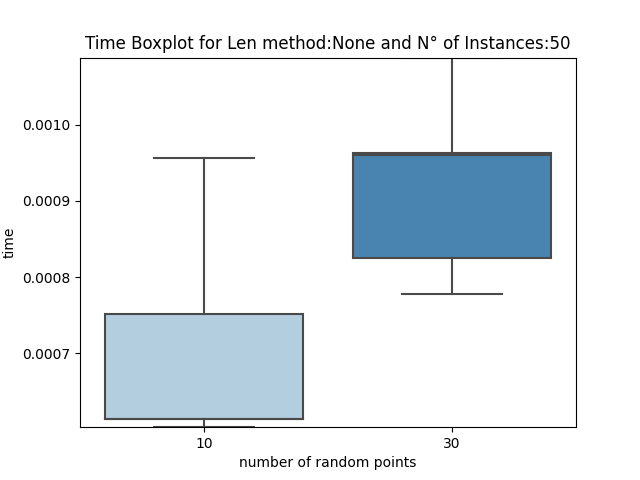 Time Boxplot for Len method:None and N° of Instances:50
0.0010
0.0009
0.0008
0.0007
time
10 30
number of random points